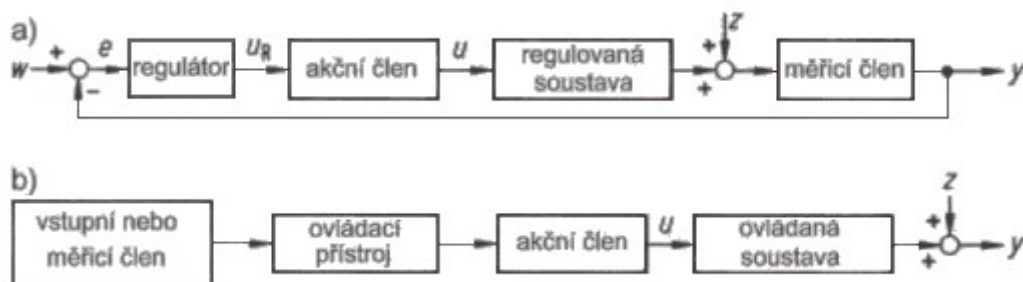 a)
w
+
−
e
regulátor
u_R
akční člen
u
regulovaná
soustava
z
+
+
měřicí člen
y
b)
vstupní nebo
měřicí člen
ovládací
přístroj
akční člen
u
ovládaná
soustava
z
+
+
y